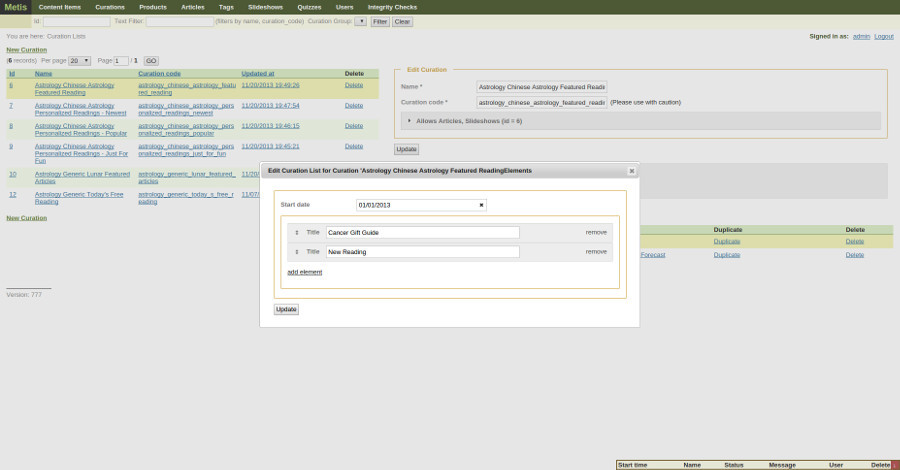 Metis Content Items Curations Products Articles Tags Slideshows Quizzes Users Integrity Checks
Id: Text Filter: (filters by name, curation_code) Curation Group: Filter Clear
You are here: Curation Lists
Signed in as: admin Logout
New Curation
(6 records) Per page 20 Page 1 / 1 GO
Id Name Curation code Updated at Delete
6 Astrology Chinese Astrology Featured Reading astrology_chinese_astrology_featured_reading 11/20/2013 19:49:26 Delete
7 Astrology Chinese Astrology Personalized Readings - Newest astrology_chinese_astrology_personalized_readings_newest 11/20/2013 19:47:54 Delete
8 Astrology Chinese Astrology Personalized Readings - Popular astrology_chinese_astrology_personalized_readings_popular 11/20/2013 19:46:15 Delete
9 Astrology Chinese Astrology Personalized Readings - Just For Fun astrology_chinese_astrology_personalized_readings_just_for_fun 11/20/2013 19:45:21 Delete
10 Astrology Generic Lunar Featured Articles astrology_generic_lunar_featured_articles 11/20/
12 Astrology Generic Today's Free Reading astrology_generic_today_s_free_reading 11/07/
New Curation
Version: 777
Edit Curation
Name * Astrology Chinese Astrology Featured Readi
Curation code * astrology_chinese_astrology_featured_readi (Please use with caution)
Allows Articles, Slideshows (id = 6)
Update
Edit Curation List for Curation 'Astrology Chinese Astrology Featured ReadingElements
Start date 01/01/2013
Title Cancer Gift Guide remove
Title New Reading remove
add element
Update
Duplicate Delete
Duplicate Delete
Forecast Duplicate Delete
Start time Name Status Message User Delete